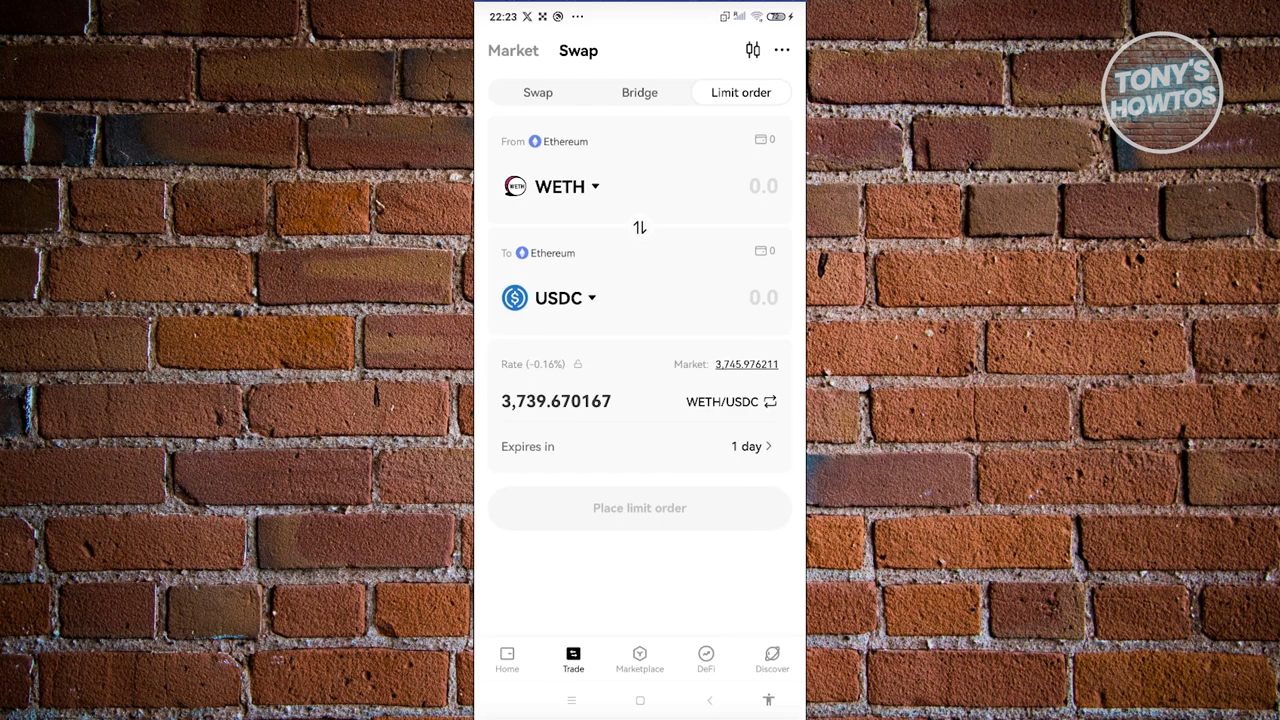 22:23
TONY'S
HOWTOS
Market Swap
Swap Bridge Limit order
From Ethereum 0
WETH WETH 0.0
To Ethereum 0
USDC 0.0
Rate (-0.16%) Market: 3,745.976211
3,739.670167 WETH/USDC
Expires in 1 day
Place limit order
Home Trade Marketplace DeFi Discover